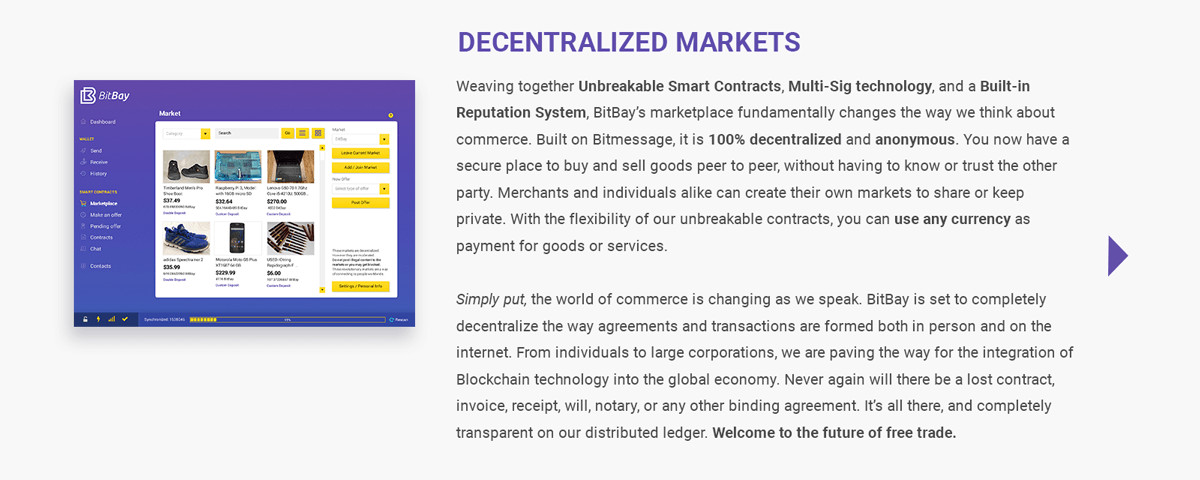 DECENTRALIZED MARKETS
Weaving together Unbreakable Smart Contracts, Multi-Sig technology, and a Built-in
Reputation System, BitBay's marketplace fundamentally changes the way we think about
commerce. Built on Bitmessage, it is 100% decentralized and anonymous. You now have a
secure place to buy and sell goods peer to peer, without having to know or trust the other
party. Merchants and individuals alike can create their own markets to share or keep
private. With the flexibility of our unbreakable contracts, you can use any currency as
payment for goods or services.
Simply put, the world of commerce is changing as we speak. BitBay is set to completely
decentralize the way agreements and transactions are formed both in person and on the
internet. From individuals to large corporations, we are paving the way for the integration of
Blockchain technology into the global economy. Never again will there be a lost contract,
invoice, receipt, will, notary, or any other binding agreement. It's all there, and completely
transparent on our distributed ledger. Welcome to the future of free trade.
BitBay
Dashboard
WALLET
Send
Receive
History
SMART CONTRACTS
Marketplace
Make an offer
Pending offer
Contracts
Chat
Contacts
Market
Category
Search
Go
Timberland Men's Pro
Shoe Boot
$37.49
Double Deposit
Raspberry Pi 3, Model
with 16GB micro SD
$32.64
Custom Deposit
$270.00
Custom Deposit
adidas Speedtrainer 2
$35.99
Double Deposit
Motorola Moto G5 Plus
$229.99
Custom Deposit
$6.00
Custom Deposit
Market
BitBay
Leave Current Market
Add / Join Market
New Offer
Select type of offer
Post Offer
Settings / Personal Info
Rescan